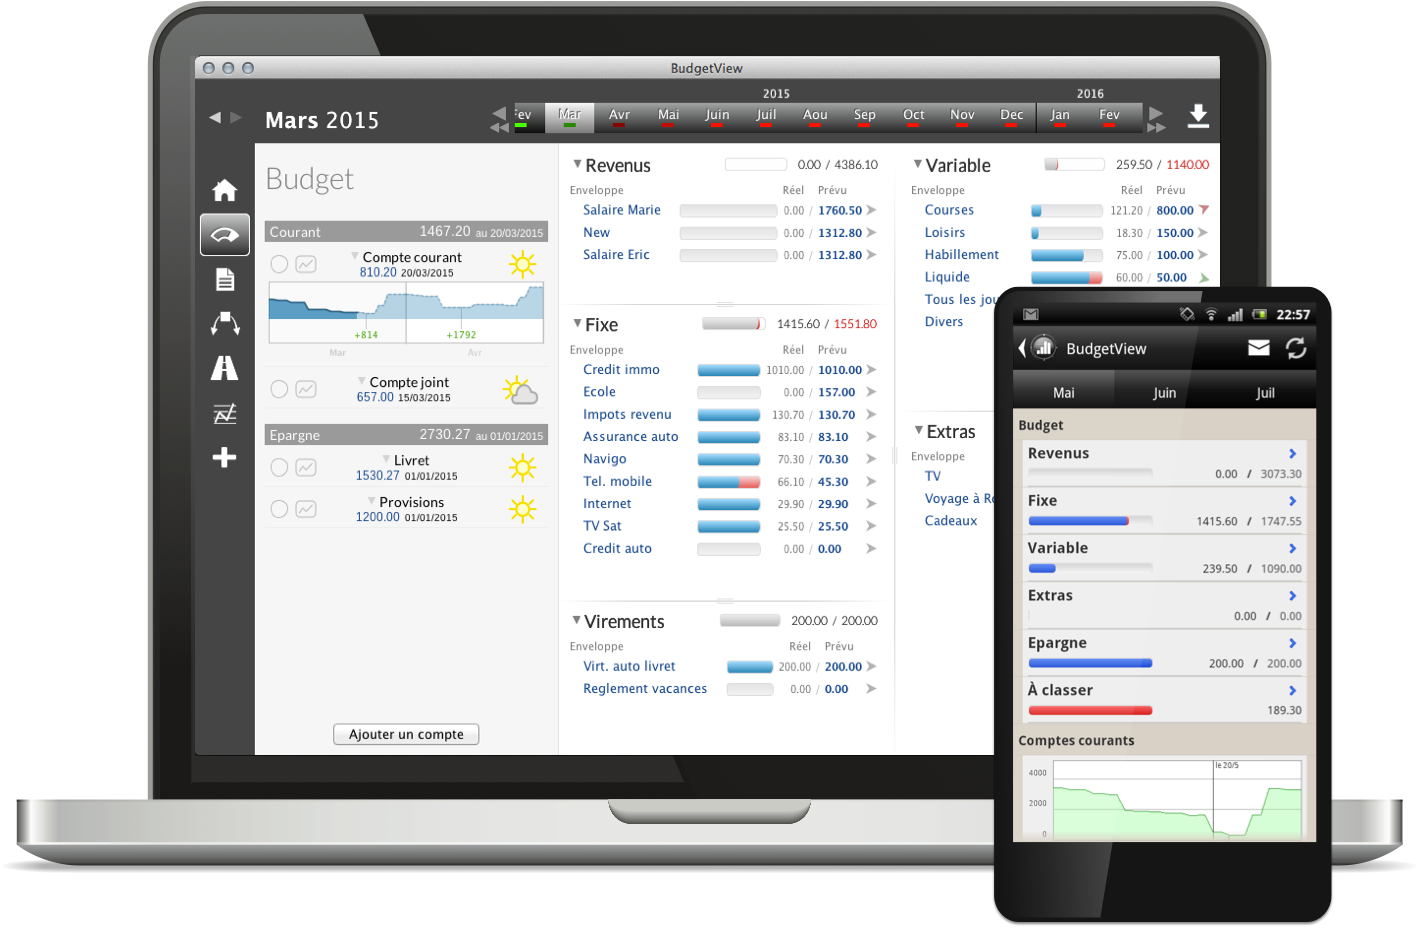 BudgetView
2015
2016
Mars 2015
Fev Mar Avr Mai Juin Juil Aou Sep Oct Nov Dec Jan Fev
Budget
Courant 1467.20 au 20/03/2015
Compte courant
810.20 20/03/2015
+814 +1792
Mar Avr
Compte joint
657.00 15/03/2015
Epargne 2730.27 au 01/01/2015
Livret
1530.27 01/01/2015
Provisions
1200.00 01/01/2015
Ajouter un compte
Revenus 0.00 / 4386.10
Enveloppe Réel Prévu
Salaire Marie 0.00 / 1760.50
New 0.00 / 1312.80
Salaire Eric 0.00 / 1312.80
Fixe 1415.60 / 1551.80
Enveloppe Réel Prévu
Credit immo 1010.00 / 1010.00
Ecole 0.00 / 157.00
Impots revenu 130.70 / 130.70
Assurance auto 83.10 / 83.10
Navigo 70.30 / 70.30
Tel. mobile 66.10 / 45.30
Internet 29.90 / 29.90
TV Sat 25.50 / 25.50
Credit auto 0.00 / 0.00
Virements 200.00 / 200.00
Enveloppe Réel Prévu
Virt. auto livret 200.00 / 200.00
Reglement vacances 0.00 / 0.00
Variable 259.50 / 1140.00
Enveloppe Réel Prévu
Courses 121.20 / 800.00
Loisirs 18.30 / 150.00
Habillement 75.00 / 100.00
Liquide 60.00 / 50.00
Tous les jou
Divers
Extras
Enveloppe
TV
Voyage à Ro
Cadeaux
22:57
BudgetView
Mai Juin Juil
Budget
Revenus
0.00 / 3073.30
Fixe
1415.60 / 1747.55
Variable
239.50 / 1090.00
Extras
0.00 / 0.00
Epargne
200.00 / 200.00
À classer
189.30
Comptes courants
le 20/5
4000
2000
0